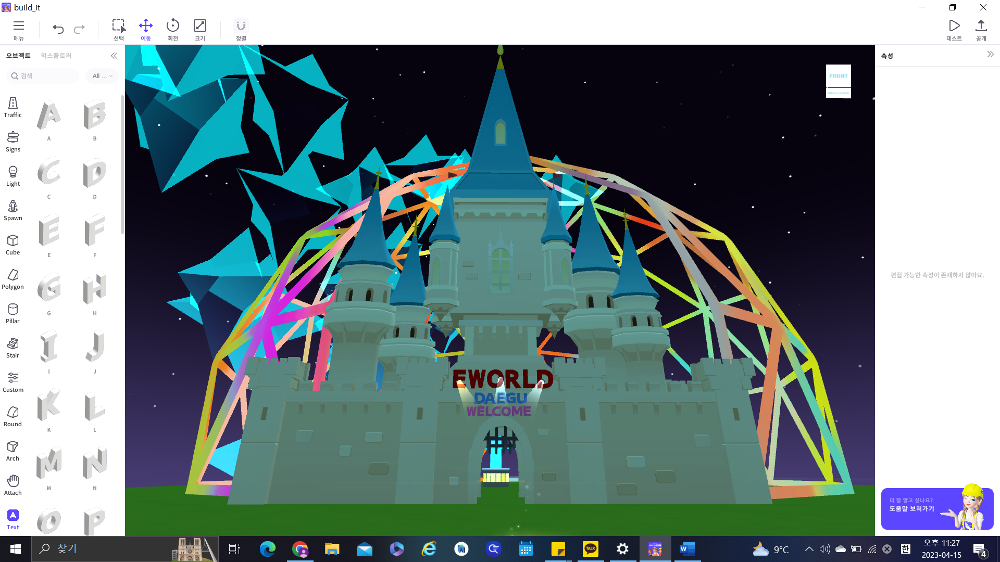 build_it
메뉴
선택
이동
회전
크기
정렬
테스트
공개
오브젝트 익스플로러
검색
All ...
속성
FRONT
Traffic
Signs
Light
Spawn
Cube
Polygon
Pillar
Stair
Custom
Round
Arch
Attach
Text
A B
C D
E F
G H
I J
K L
M N
O P
A B
C D
E F
G H
I J
K L
M N
EWORLD
DAEGU
WELCOME
편집 가능한 속성이 존재하지 않아요.
더 잘 알고 싶나요?
도움말 보러가기
찾기
TALK
W
9°C
한
오후 11:27
2023-04-15
4